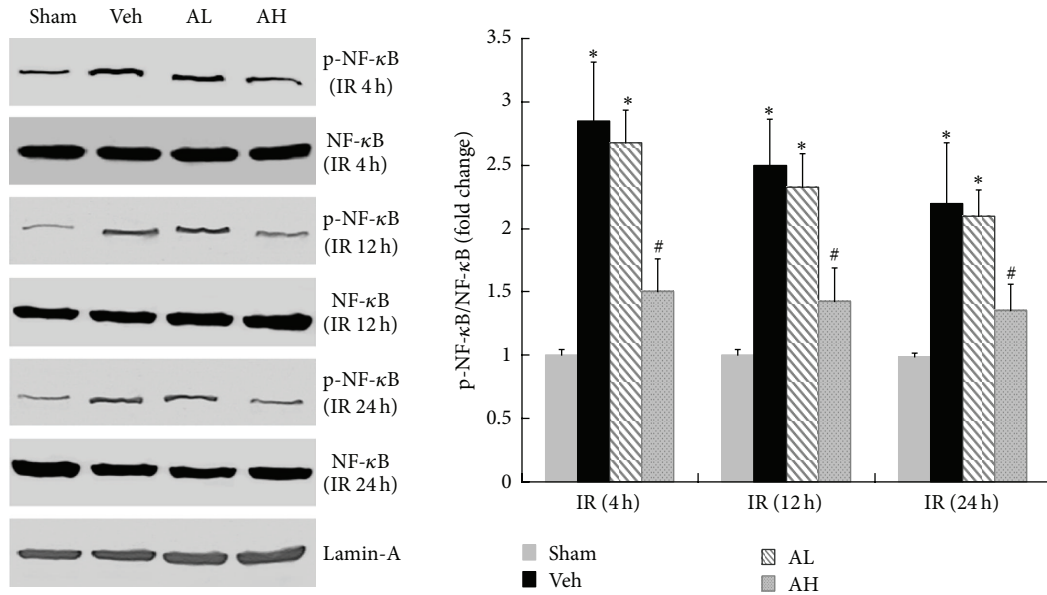 Sham Veh AL AH
p-NF-κB
(IR 4 h)
NF-κB
(IR 4 h)
p-NF-κB
(IR 12 h)
NF-κB
(IR 12 h)
p-NF-κB
(IR 24 h)
NF-κB
(IR 24 h)
Lamin-A
p-NF-κB/NF-κB (fold change)
3.5
3
2.5
2
1.5
1
0.5
0
* * #
* * #
* * #
IR (4 h) IR (12 h) IR (24 h)
Sham AL
Veh AH